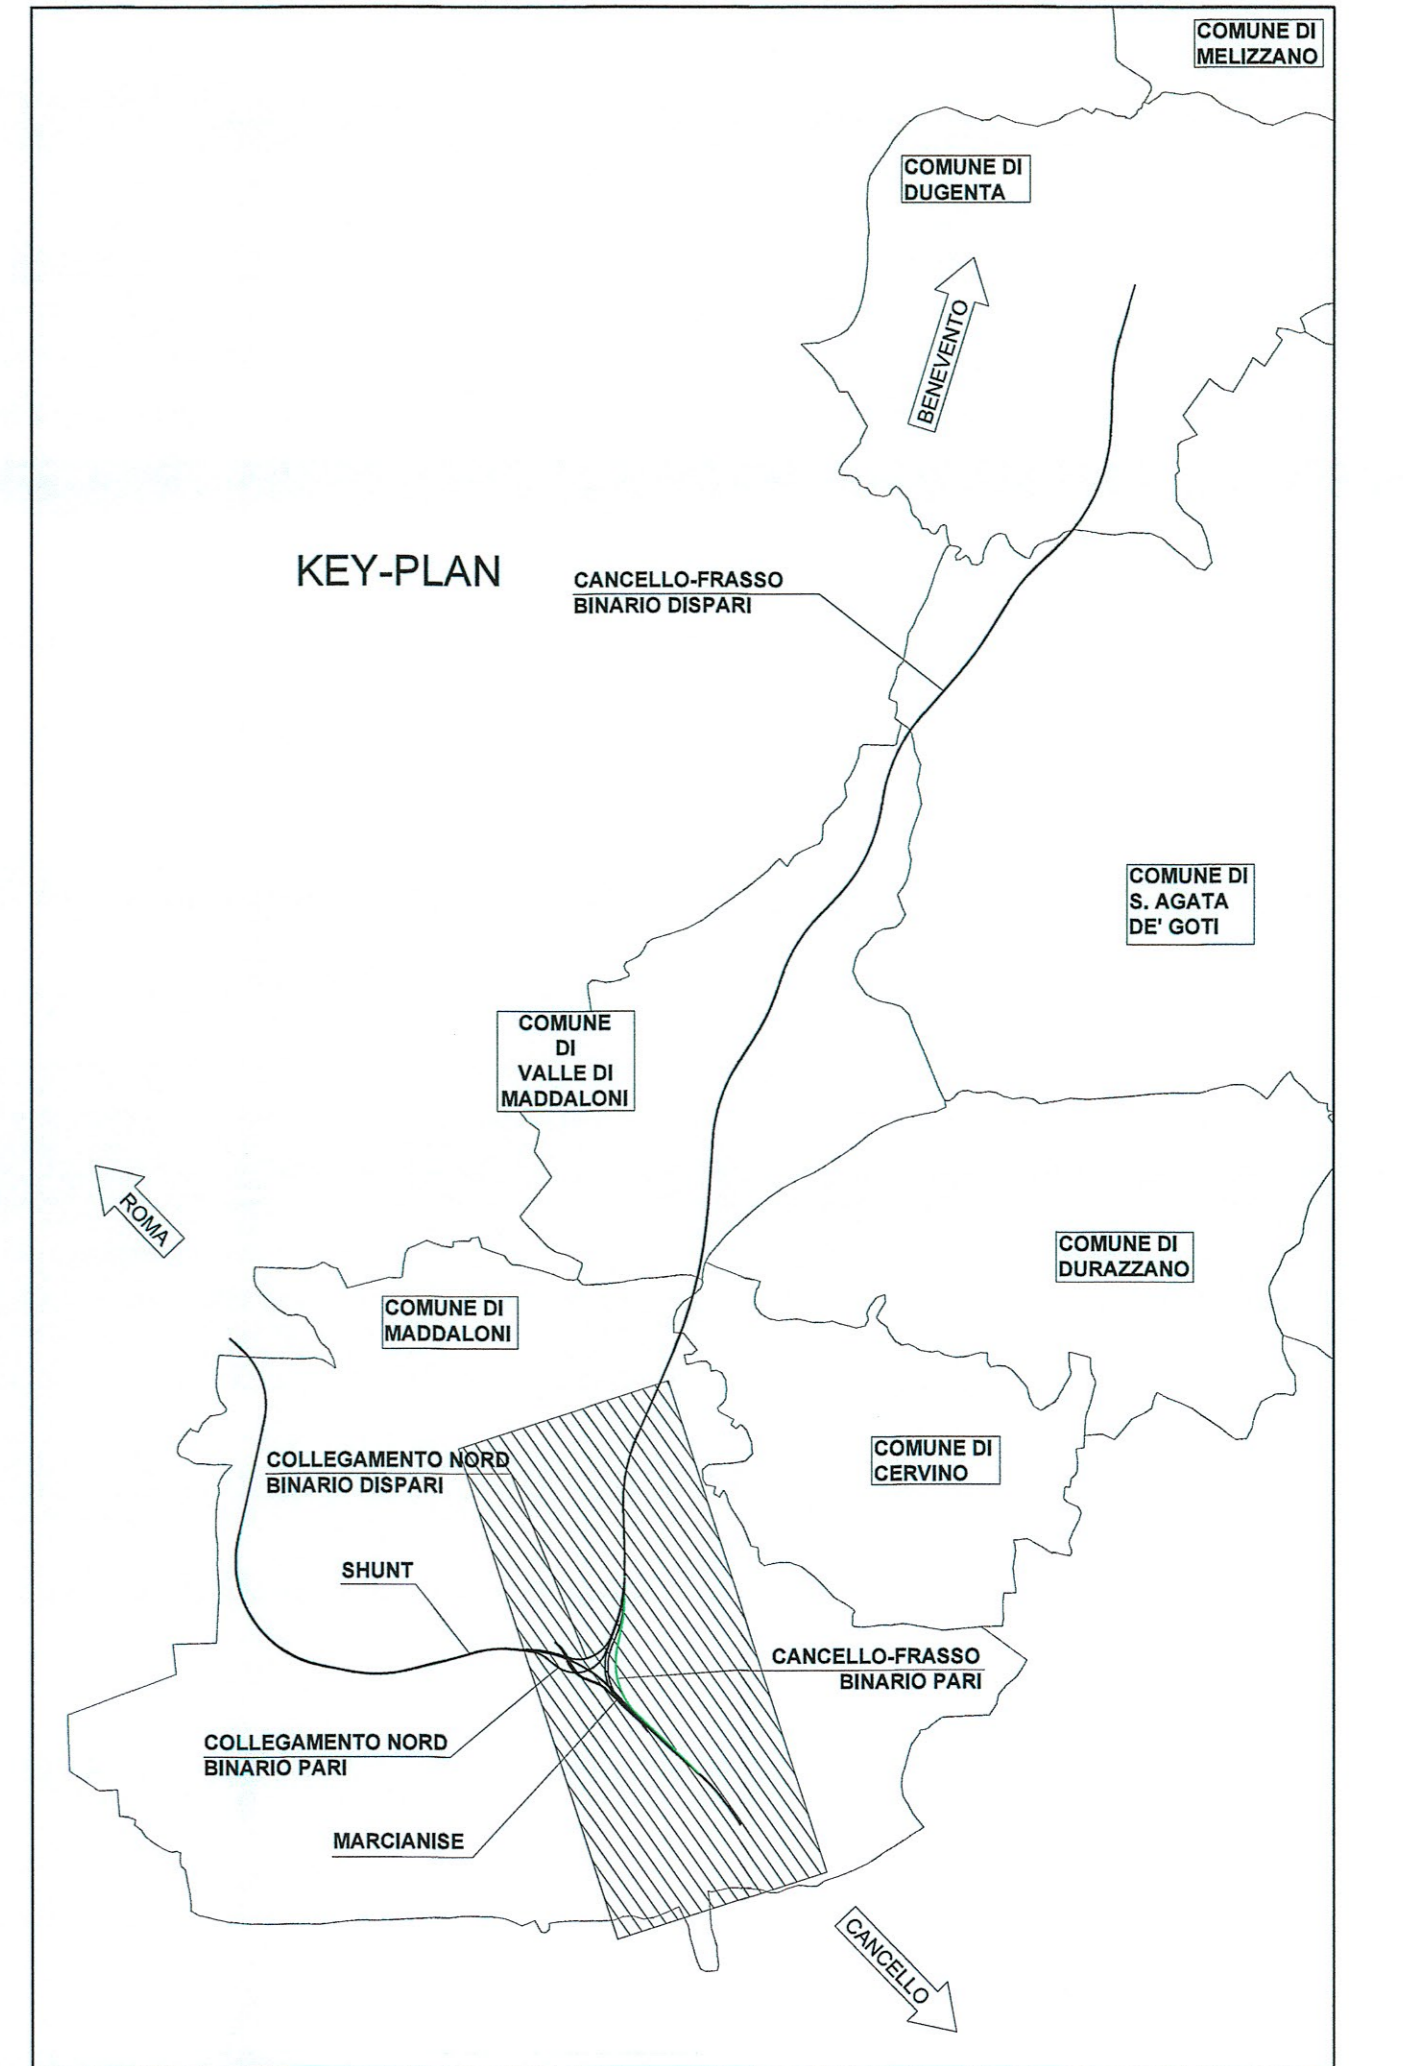 COMUNE DI
MELIZZANO
COMUNE DI
DUGENTA
BENEVENTO
KEY-PLAN
CANCELLO-FRASSO
BINARIO DISPARI
COMUNE DI
S. AGATA
DE' GOTI
COMUNE
DI
VALLE DI
MADDALONI
ROMA
COMUNE DI
DURAZZANO
COMUNE DI
MADDALONI
COLLEGAMENTO NORD
BINARIO DISPARI
COMUNE DI
CERVINO
SHUNT
CANCELLO-FRASSO
BINARIO PARI
COLLEGAMENTO NORD
BINARIO PARI
MARCIANISE
CANCELLO